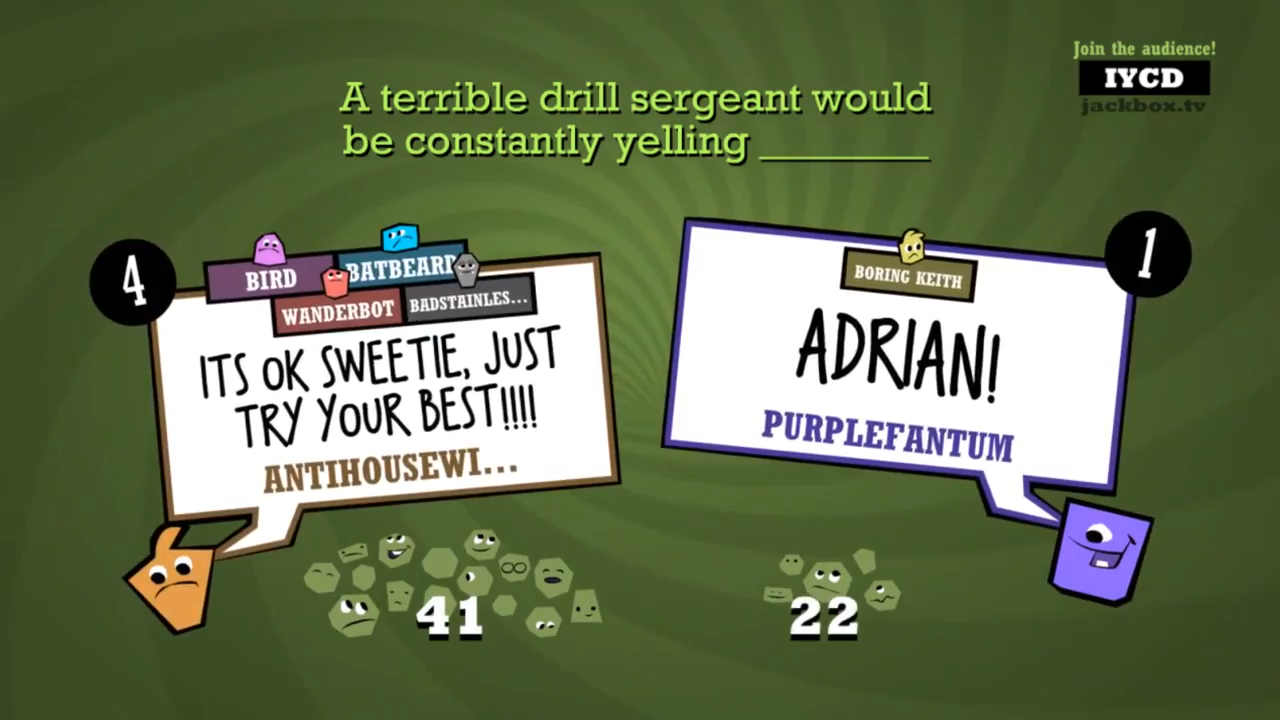 Join the audience!
IYCD
jackbox.tv
A terrible drill sergeant would
be constantly yelling ________
4
BIRD
BATBEARD
WANDERBOT
BADSTAINLES...
ITS OK SWEETIE, JUST
TRY YOUR BEST!!!!
ANTIHOUSEWI...
1
BORING KEITH
ADRIAN!
PURPLEFANTUM
41
22